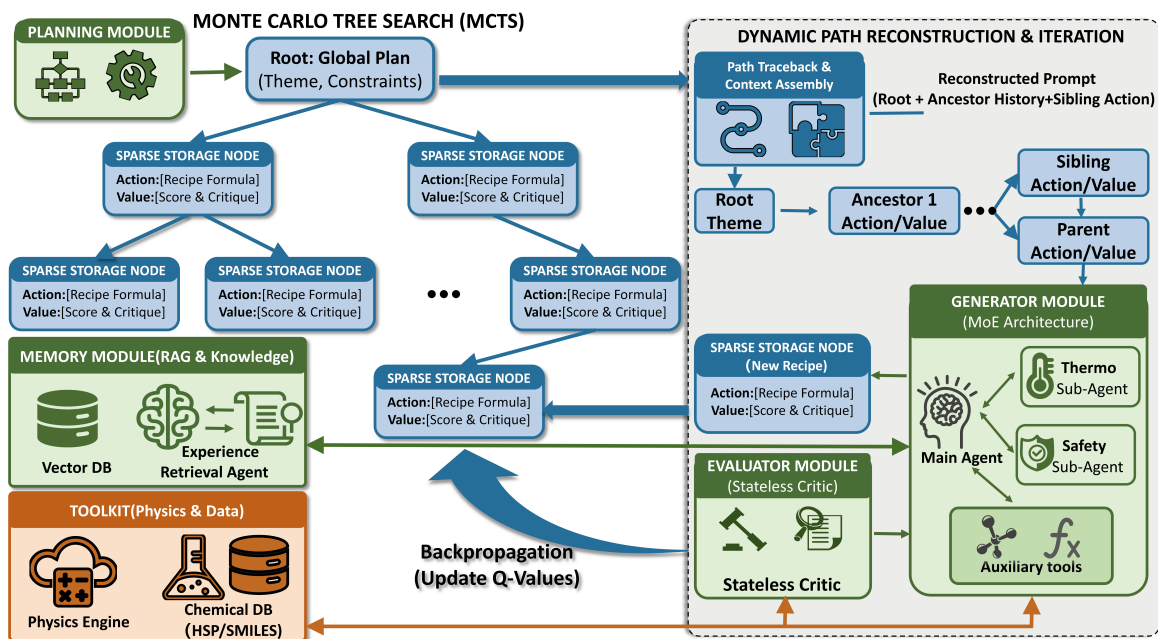 MONTE CARLO TREE SEARCH (MCTS)
PLANNING MODULE
Root: Global Plan
(Theme, Constraints)
SPARSE STORAGE NODE
Action:[Recipe Formula]
Value:[Score & Critique]
SPARSE STORAGE NODE
Action:[Recipe Formula]
Value:[Score & Critique]
SPARSE STORAGE NODE
Action:[Recipe Formula]
Value:[Score & Critique]
SPARSE STORAGE NODE
Action:[Recipe Formula]
Value:[Score & Critique]
SPARSE STORAGE NODE
Action:[Recipe Formula]
Value:[Score & Critique]
SPARSE STORAGE NODE
Action:[Recipe Formula]
Value:[Score & Critique]
MEMORY MODULE(RAG & Knowledge)
Vector DB
Experience
Retrieval Agent
TOOLKIT(Physics & Data)
Physics Engine
Chemical DB
(HSP/SMILES)
Backpropagation
(Update Q-Values)
DYNAMIC PATH RECONSTRUCTION & ITERATION
Path Traceback &
Context Assembly
Reconstructed Prompt
(Root + Ancestor History+Sibling Action)
Root
Theme
Ancestor 1
Action/Value
Sibling
Action/Value
Parent
Action/Value
SPARSE STORAGE NODE
(New Recipe)
Action:[Recipe Formula]
Value:[Score & Critique]
EVALUATOR MODULE
(Stateless Critic)
Stateless Critic
GENERATOR MODULE
(MoE Architecture)
Main Agent
Thermo
Sub-Agent
Safety
Sub-Agent
fx
Auxiliary tools